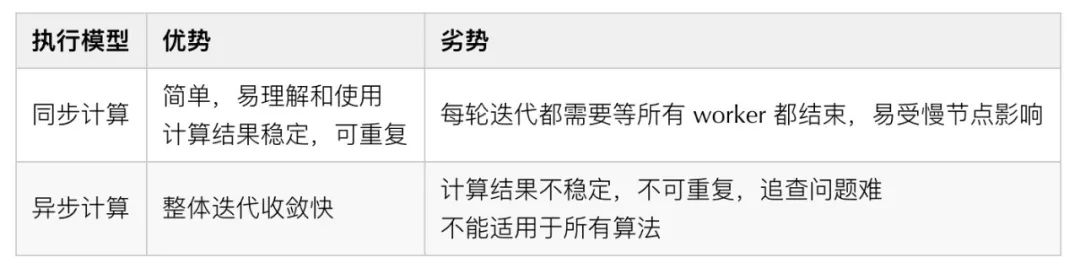 执行模型 优势 劣势
同步计算
简单，易理解和使用
计算结果稳定，可重复
每轮迭代都需要等所有 worker 都结束，易受慢节点影响
异步计算
整体迭代收敛快
计算结果不稳定，不可重复，追查问题难
不能适用于所有算法